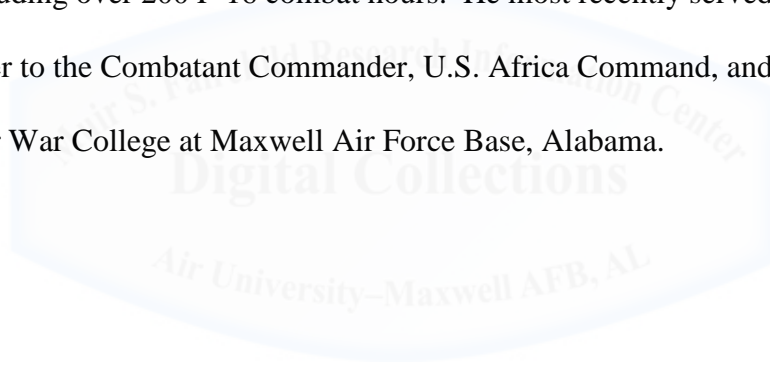 uding over 200 F-16 combat hours. He most recently served
r to the Combatant Commander, U.S. Africa Command, and
War College at Maxwell Air Force Base, Alabama.
Muir S. Fairchild Research Information Center
Digital Collections
Air University–Maxwell AFB, AL